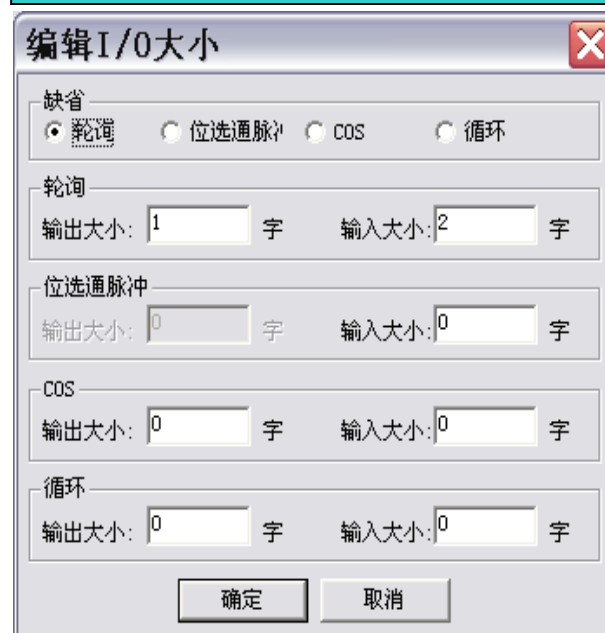 编辑I/O大小
缺省
轮询 位选通脉冲 COS 循环
轮询
输出大小: 1 字 输入大小: 2 字
位选通脉冲
输出大小: 0 字 输入大小: 0 字
COS
输出大小: 0 字 输入大小: 0 字
循环
输出大小: 0 字 输入大小: 0 字
确定 取消